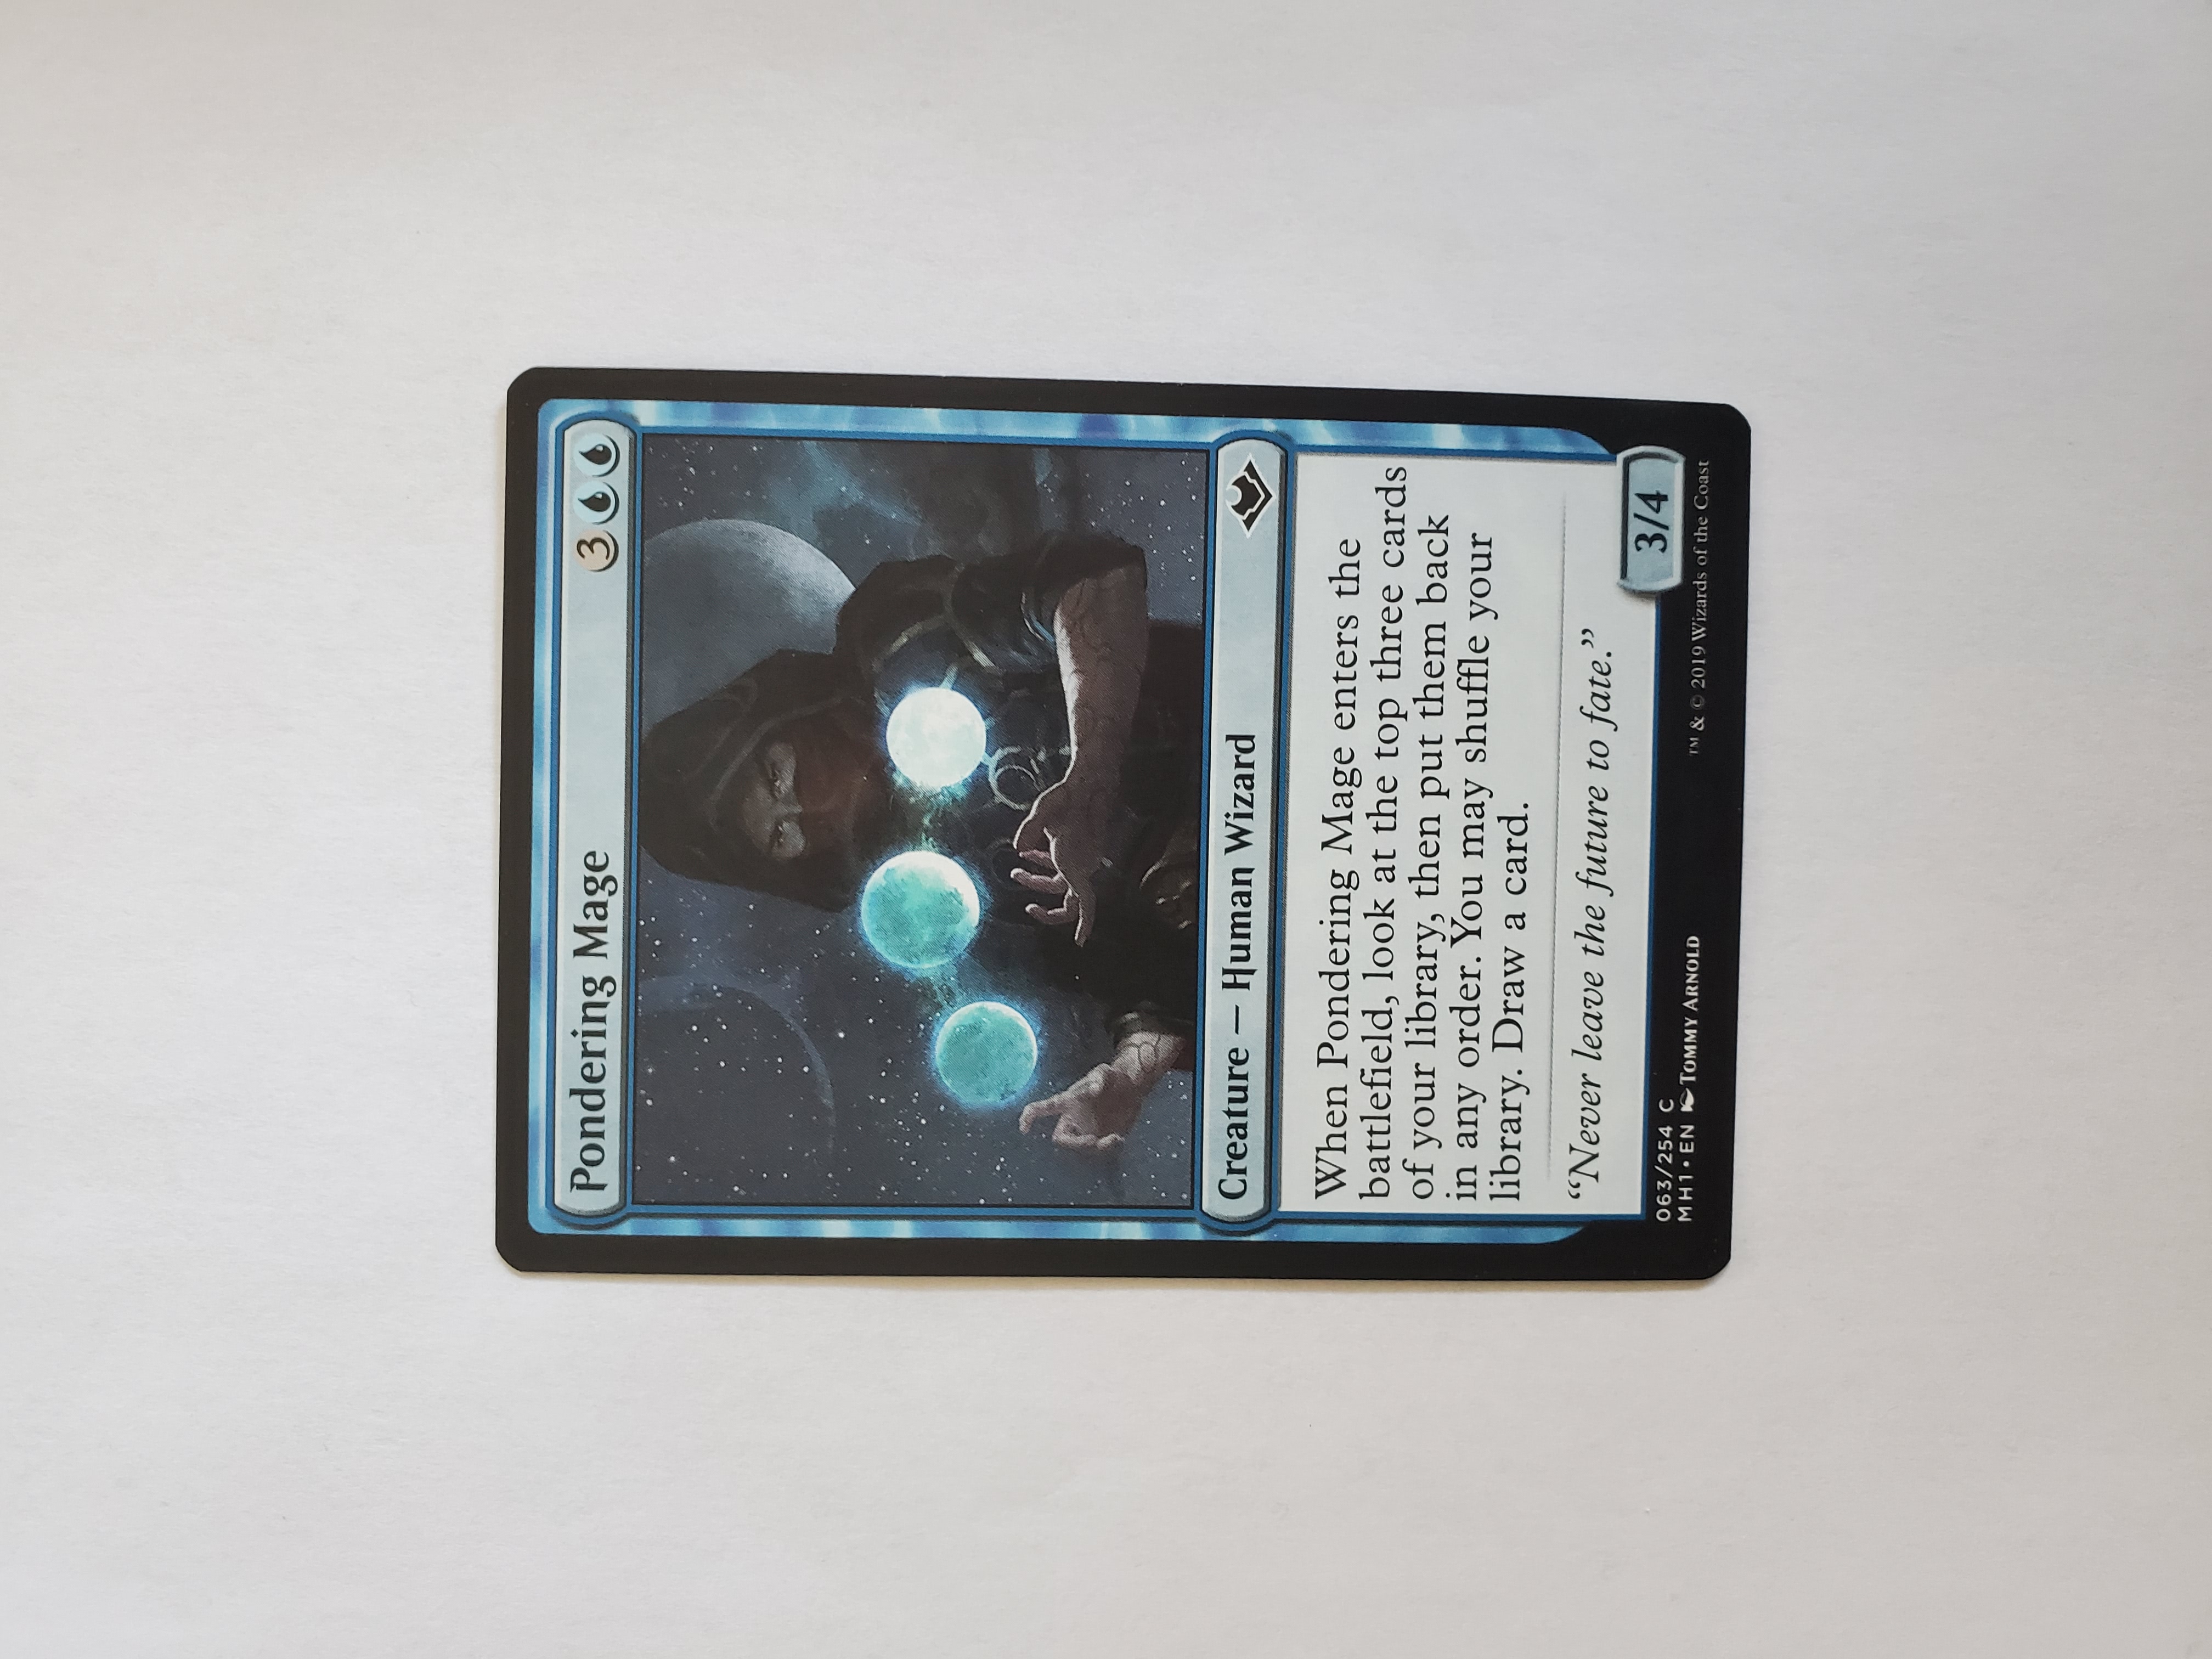 Pondering Mage 3
Creature — Human Wizard
When Pondering Mage enters the
battlefield, look at the top three cards
of your library, then put them back
in any order. You may shuffle your
library. Draw a card.
“Never leave the future to fate.”
3/4
063/254 C
MH1•EN Tommy Arnold
™ & © 2019 Wizards of the Coast